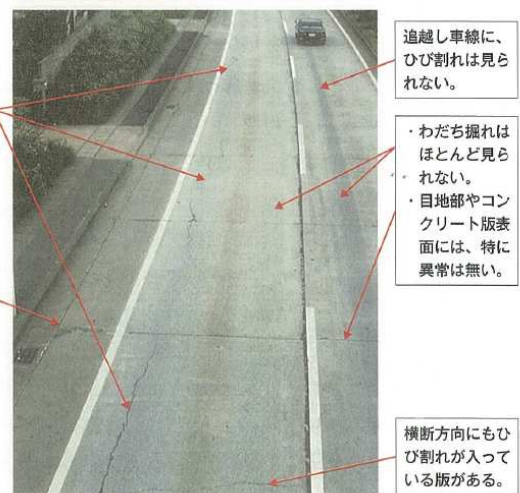 追越し車線に、
ひび割れは見ら
れない。
・わだち掘れは
ほとんど見ら
れない。
・目地部やコン
クリート版表
面には、特に
異常は無い。
横断方向にもひ
び割れが入って
いる版がある。